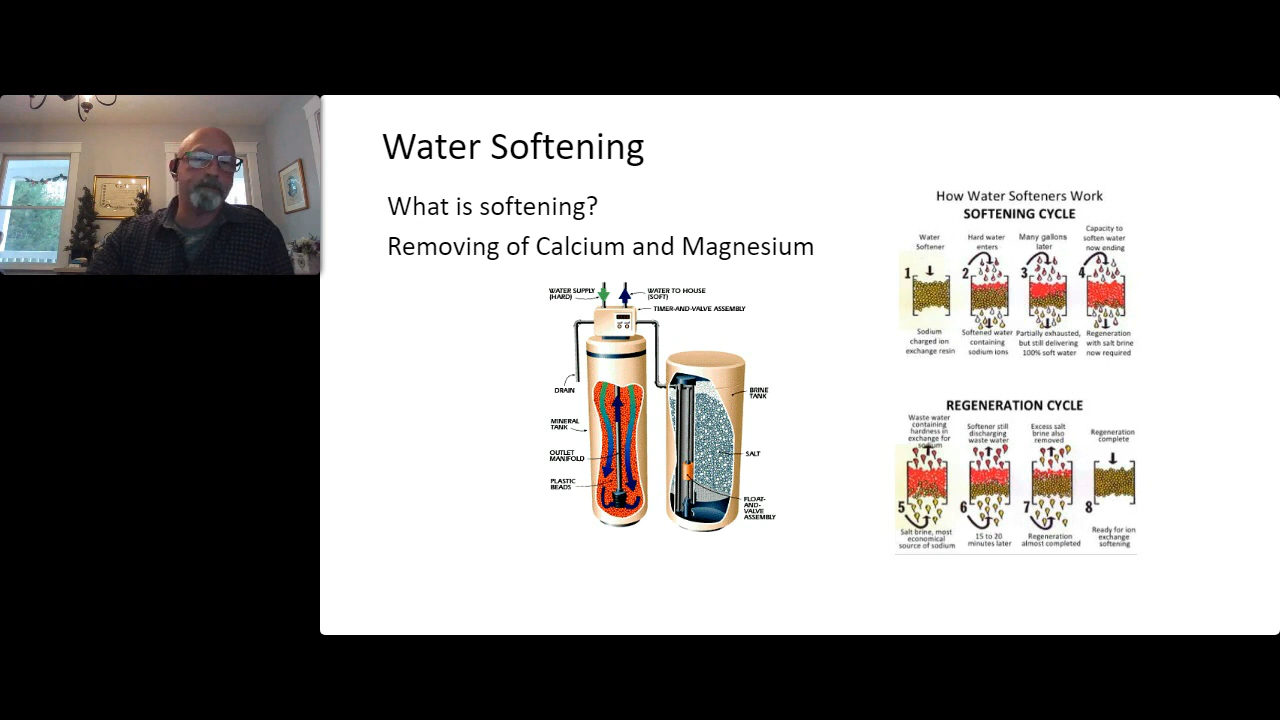 Water Softening
What is softening?
Removing of Calcium and Magnesium
WATER SUPPLY
(HARD)
WATER TO HOUSE
(SOFT)
TIMER-AND-VALVE ASSEMBLY
DRAIN
MINERAL
TANK
OUTLET
MANIFOLD
PLASTIC
BEADS
BRINE
TANK
SALT
FLOAT-
AND-
VALVE
ASSEMBLY
How Water Softeners Work
SOFTENING CYCLE
Water
Softener
1
Sodium
charged ion
exchange resin
Hard water
enters
2
Softened water
containing
sodium ions
Many gallons
later
3
Partially exhausted,
but still delivering
100% soft water
Capacity to
soften water
now ending
4
Regeneration
with salt brine
now required
REGENERATION CYCLE
Waste water
containing
hardness in
exchange for
sodium
5
Salt brine, most
economical
source of sodium
Softener still
discharging
waste water
6
15 to 20
minutes later
Excess salt
brine also
removed
7
Regeneration
almost completed
Regeneration
complete
8
Ready for ion
exchange
softening